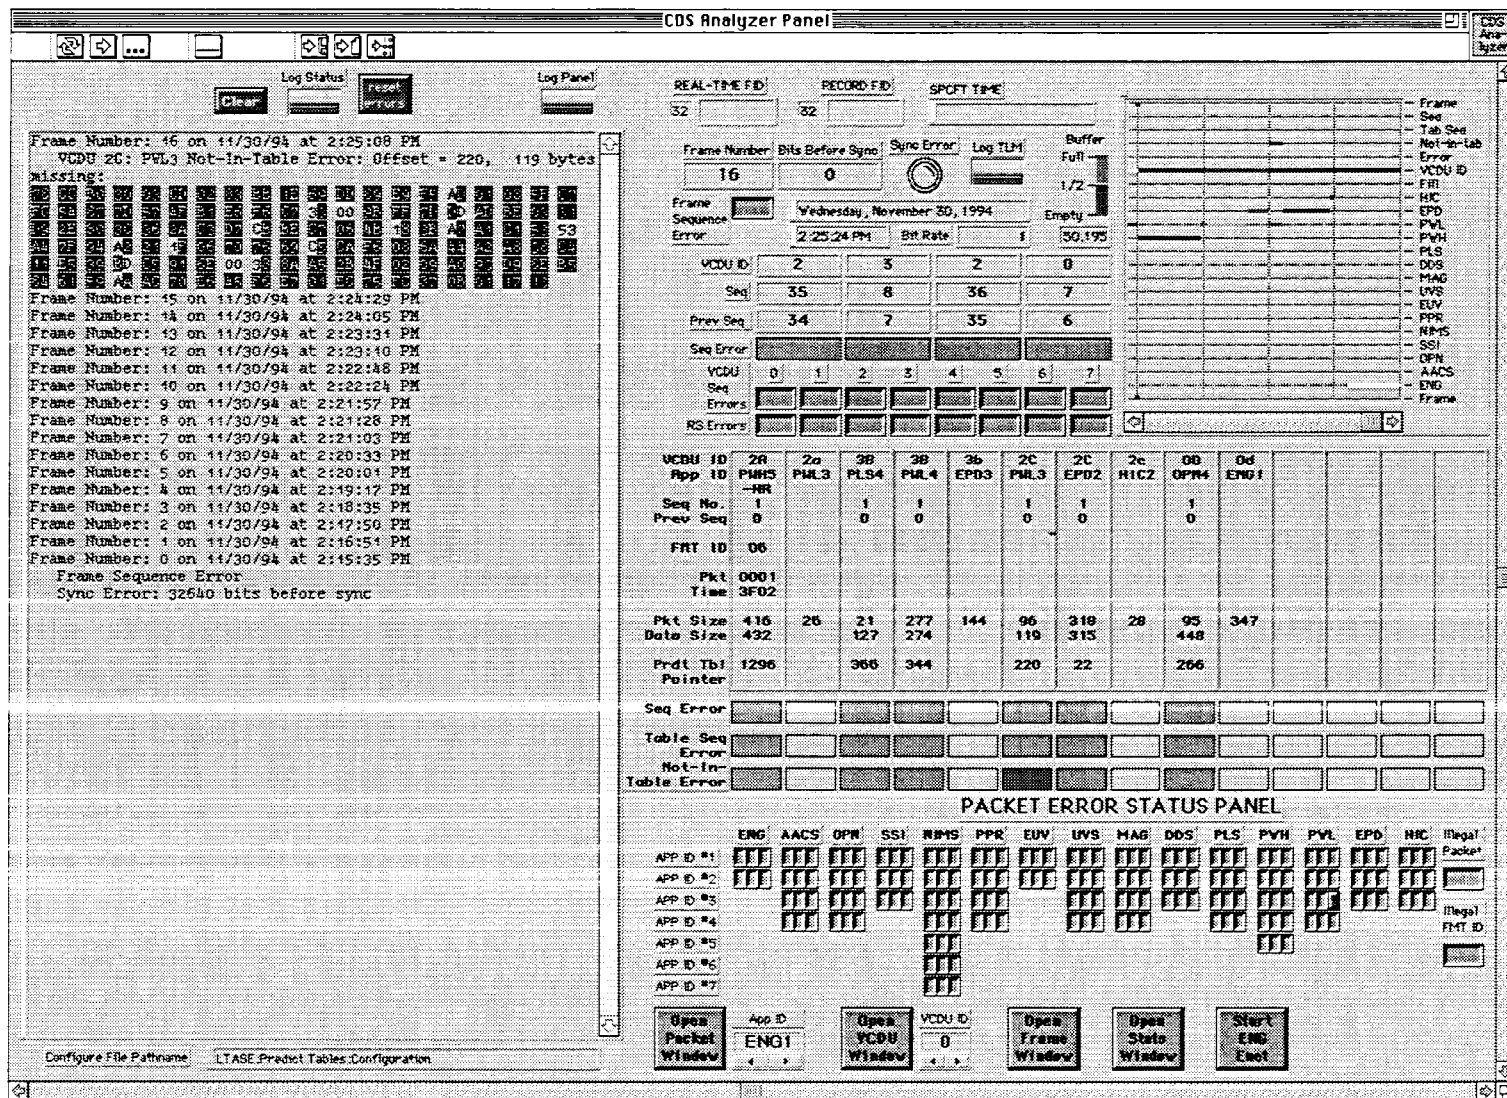 CDS Analyzer Panel
CDS
Ana-
lyzer
...
Log Status
Log Panel
Clear
reset
errors
Frame Number: 16 on 11/30/94 at 2:25:08 PM
VCDU 2C: PWL3 Not-In-Table Error: Offset = 220, 119 bytes
missing:
Frame Number: 15 on 11/30/94 at 2:24:29 PM
Frame Number: 14 on 11/30/94 at 2:24:05 PM
Frame Number: 13 on 11/30/94 at 2:23:31 PM
Frame Number: 12 on 11/30/94 at 2:23:10 PM
Frame Number: 11 on 11/30/94 at 2:22:48 PM
Frame Number: 10 on 11/30/94 at 2:22:24 PM
Frame Number: 9 on 11/30/94 at 2:21:57 PM
Frame Number: 8 on 11/30/94 at 2:21:28 PM
Frame Number: 7 on 11/30/94 at 2:21:03 PM
Frame Number: 6 on 11/30/94 at 2:20:33 PM
Frame Number: 5 on 11/30/94 at 2:20:01 PM
Frame Number: 4 on 11/30/94 at 2:19:17 PM
Frame Number: 3 on 11/30/94 at 2:18:35 PM
Frame Number: 2 on 11/30/94 at 2:17:50 PM
Frame Number: 1 on 11/30/94 at 2:16:51 PM
Frame Number: 0 on 11/30/94 at 2:15:35 PM
Frame Sequence Error
Sync Error: 32640 bits before sync
Configure File Pathname LTASE:Predict Tables:Configuration
REAL-TIME FID RECORD FID SPCFT TIME
32 32
Frame Number Bits Before Sync Sync Error Log TLM Buffer
16 0 Full
1/2
Empty
Frame
Sequence
Error
Wednesday, November 30, 1994
2:25:24 PM Bit Rate 1 30,195
VCDU ID 2 3 2 0
Seq 35 8 36 7
Prev Seq 34 7 35 6
Seq Error
VCDU 0 1 2 3 4 5 6 7
Seq
Errors
RS Errors
Frame
Seq
Tab Seq
Not-in-tab
Error
VCDU ID
FMT
HIC
EPD
PWL
PWH
PLS
DDS
MAG
UVS
EUV
PPR
NIMS
SSI
OPN
AACS
ENG
Frame
VCDU ID 2A 2a 3B 3B 3b 2C 2C 2c 0D 0d
App ID PWH5 PWL3 PLS4 PWL4 EPD3 PWL3 EPD2 HIC2 OPN4 ENG1
-RR
Seq No. 1 1 1 1 1 1
Prev Seq 0 0 0 0 0 0
FMT ID 06
Pkt 0001
Time 3F02
Pkt Size 416 26 21 277 144 96 318 28 95 347
Data Size 432 127 274 119 315 448
Prdt Tbl 1296 366 344 220 22 266
Pointer
Seq Error
Table Seq
Error
Not-In-
Table Error
PACKET ERROR STATUS PANEL
ENG AACS OPN SSI NIMS PPR EUV UVS MAG DDS PLS PWH PWL EPD HIC Illegal
Packet
APP ID #1
APP ID #2
APP ID #3
APP ID #4
APP ID #5
APP ID #6
APP ID #7
Illegal
FMT ID
Open
Packet
Window
App ID
ENG1
Open
VCDU
Window
VCDU ID
0
Open
Frame
Window
Open
Stats
Window
Start
ENG
Enet